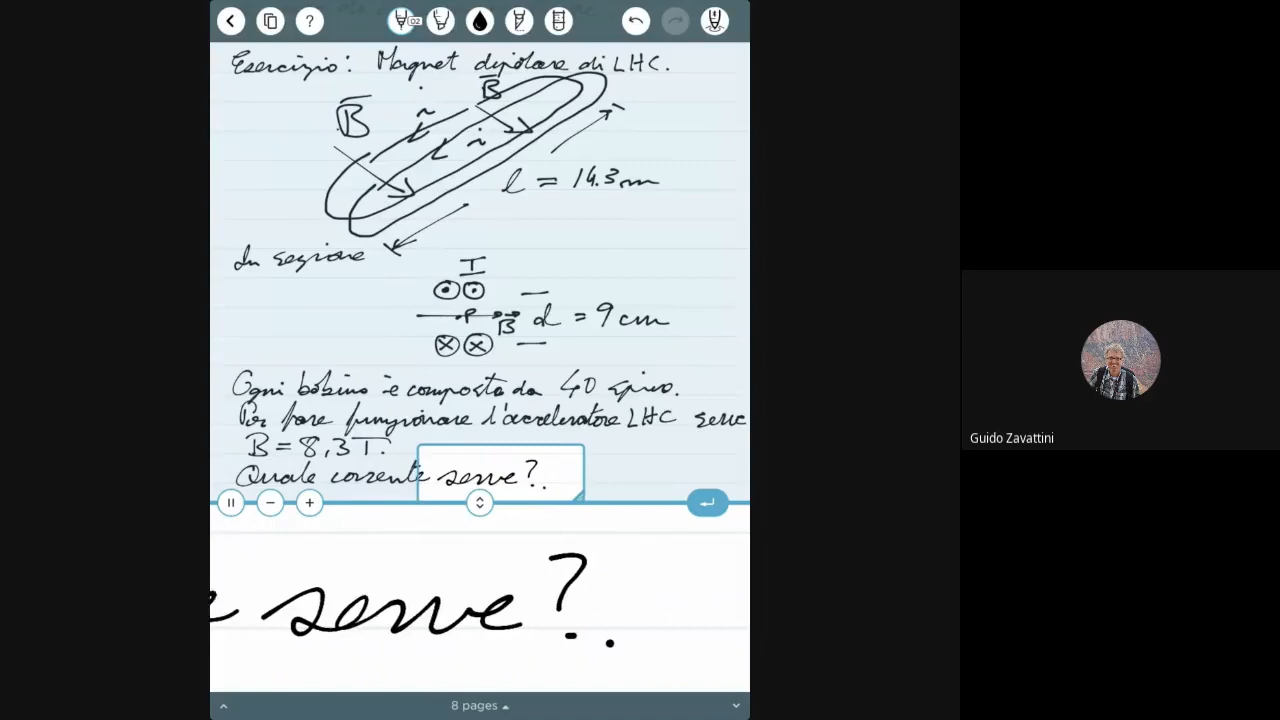 ?
02
Esercizio: Magnet dipolare di LHC.
B
B
i
i
l = 14.3 m
In sezione
I
P
B
d = 9 cm
Ogni bobina è composta da 40 spire.
Per fare funzionare l'acceleratore LHC serve
B = 8,3 T.
Quale corrente serve?.
e serve?.
8 pages
Guido Zavattini